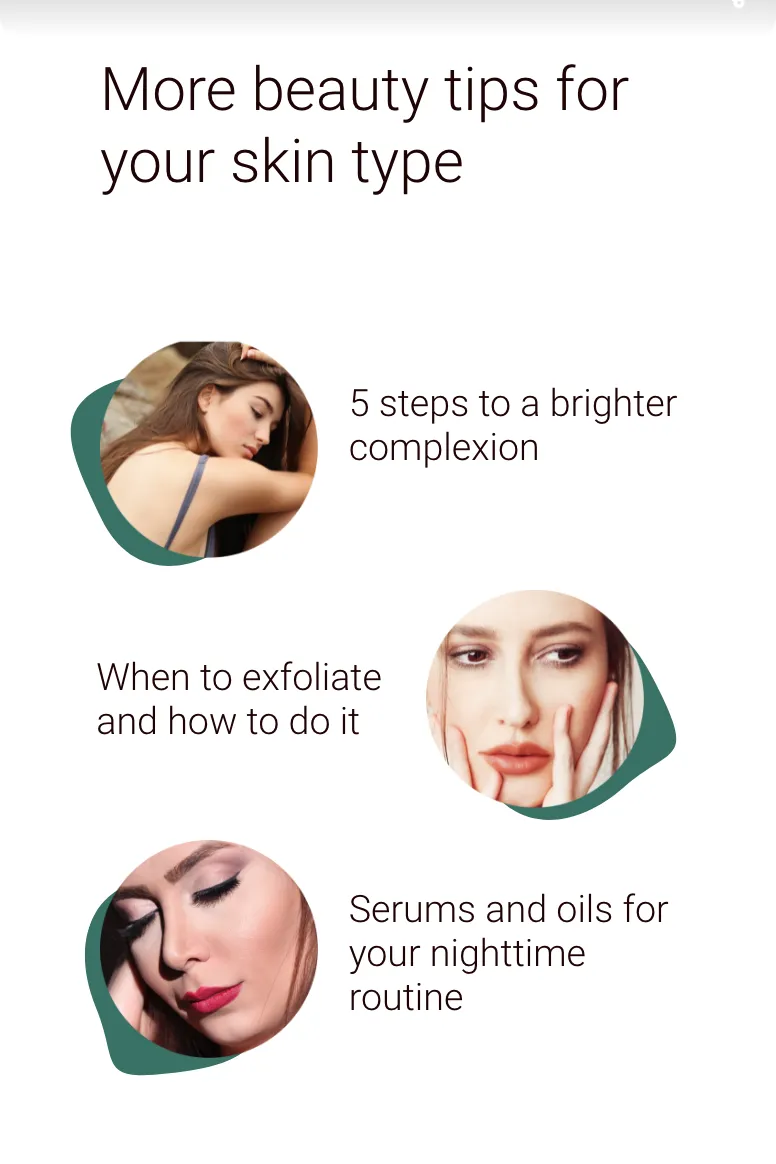 More beauty tips for
your skin type
5 steps to a brighter
complexion
When to exfoliate
and how to do it
Serums and oils for
your nighttime
routine